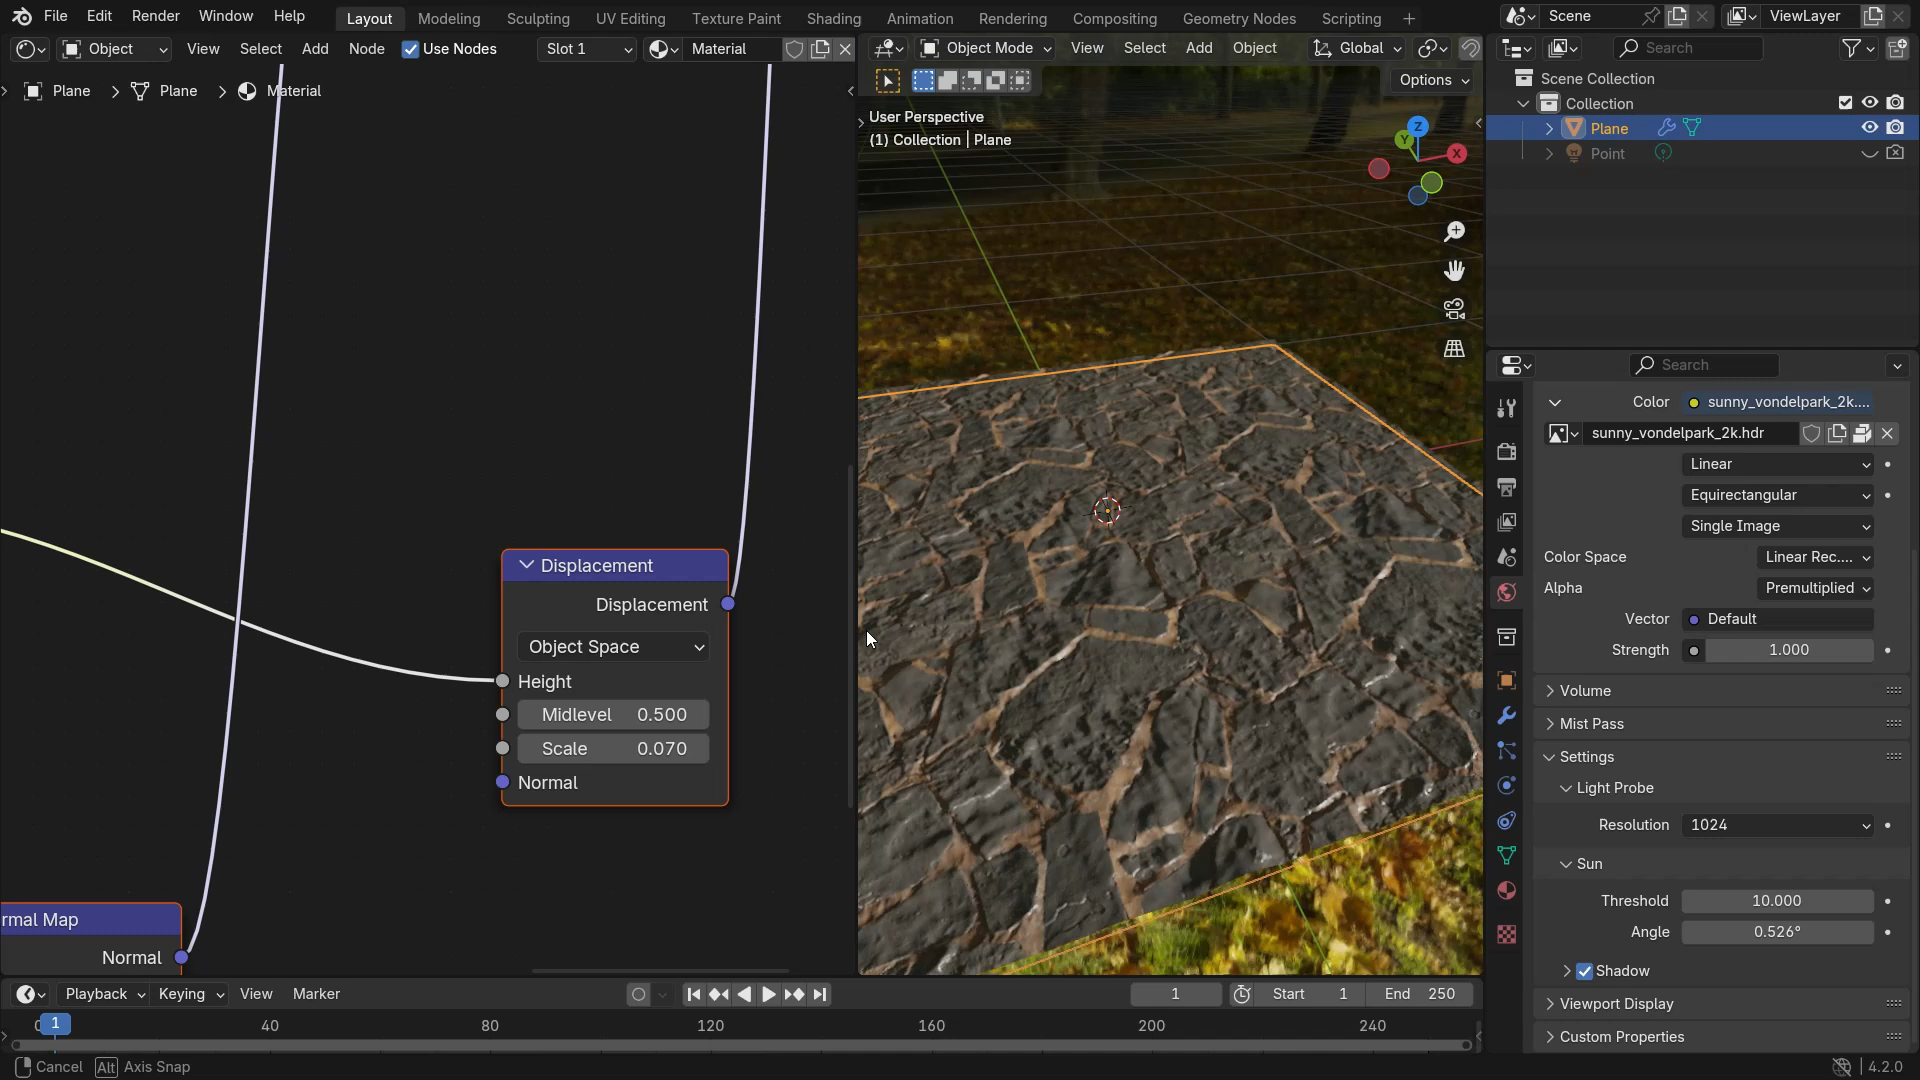 File Edit Render Window Help
Layout Modeling Sculpting UV Editing Texture Paint Shading Animation Rendering Compositing Geometry Nodes Scripting +
Scene
ViewLayer
Object View Select Add Node Use Nodes Slot 1 Material
Object Mode View Select Add Object Global
Search
Options
Plane > Plane > Material
User Perspective
(1) Collection | Plane
Z
Y
X
Scene Collection
Collection
Plane
Point
Search
Color sunny_vondelpark_2k....
sunny_vondelpark_2k.hdr
Linear
Equirectangular
Single Image
Color Space Linear Rec....
Alpha Premultiplied
Vector Default
Strength 1.000
Volume
Mist Pass
Settings
Light Probe
Resolution 1024
Sun
Threshold 10.000
Angle 0.526°
Shadow
Viewport Display
Custom Properties
Displacement
Displacement
Object Space
Height
Midlevel 0.500
Scale 0.070
Normal
rmal Map
Normal
Playback Keying View Marker
1
Start 1 End 250
1 40 80 120 160 200 240
Cancel Alt Axis Snap
4.2.0